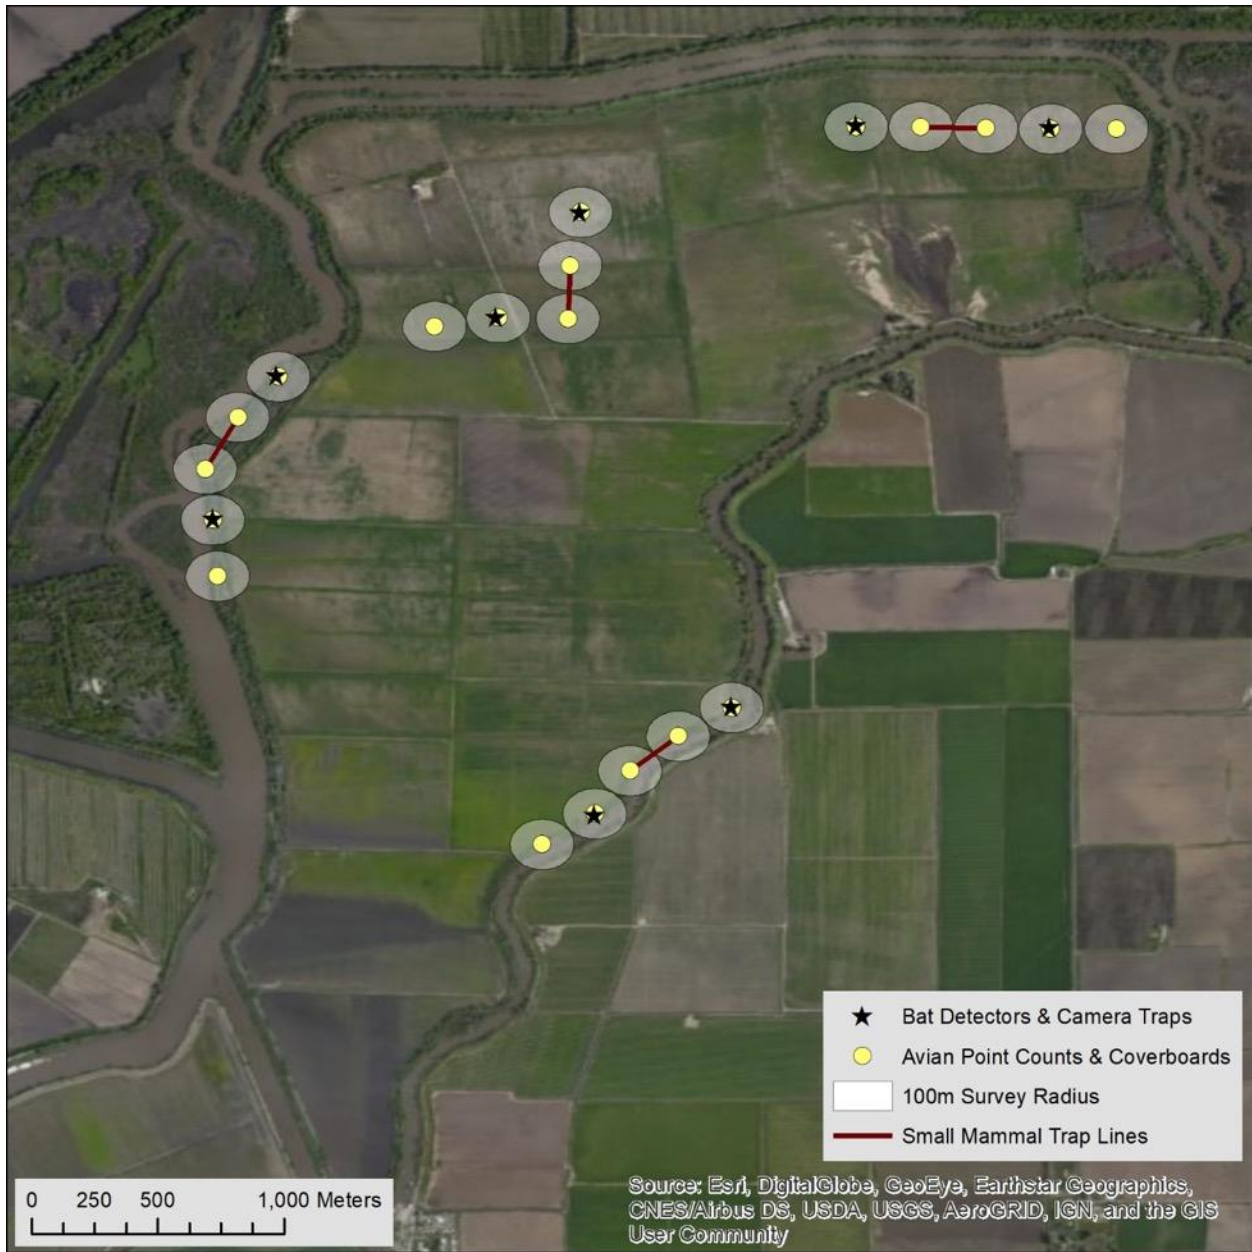 Bat Detectors & Camera Traps
Avian Point Counts & Coverboards
100m Survey Radius
Small Mammal Trap Lines
0 250 500 1,000 Meters
Source: Esri, DigitalGlobe, GeoEye, Earthstar Geographics,
CNES/Airbus DS, USDA, USGS, AeroGRID, IGN, and the GIS
User Community